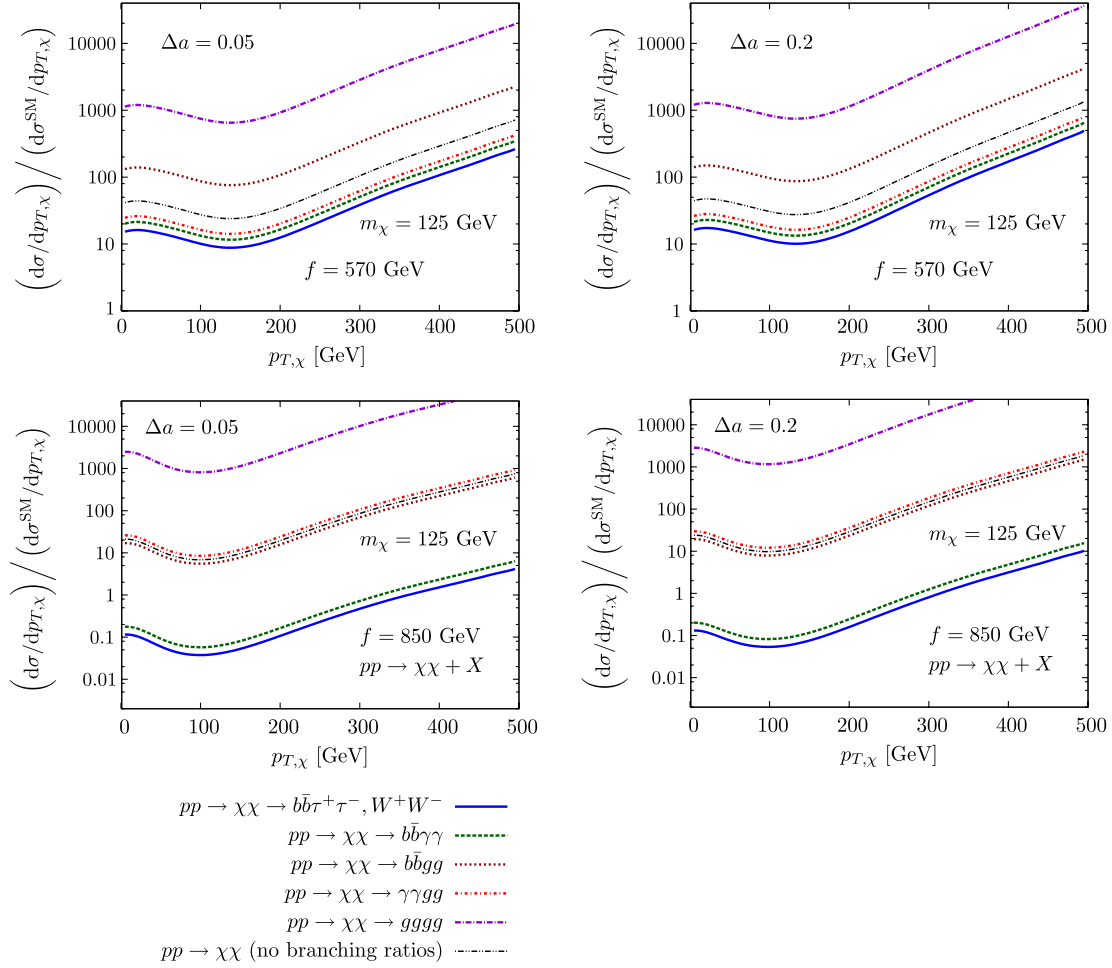 Δa = 0.05
(dσ/dp_{T,χ}) / (dσ^{SM}/dp_{T,χ})
10000
1000
100
10
1
m_χ = 125 GeV
f = 570 GeV
0 100 200 300 400 500
p_{T,χ} [GeV]
Δa = 0.2
(dσ/dp_{T,χ}) / (dσ^{SM}/dp_{T,χ})
10000
1000
100
10
1
m_χ = 125 GeV
f = 570 GeV
0 100 200 300 400 500
p_{T,χ} [GeV]
Δa = 0.05
(dσ/dp_{T,χ}) / (dσ^{SM}/dp_{T,χ})
10000
1000
100
10
1
0.1
0.01
m_χ = 125 GeV
f = 850 GeV
pp → χχ + X
0 100 200 300 400 500
p_{T,χ} [GeV]
Δa = 0.2
(dσ/dp_{T,χ}) / (dσ^{SM}/dp_{T,χ})
10000
1000
100
10
1
0.1
0.01
m_χ = 125 GeV
f = 850 GeV
pp → χχ + X
0 100 200 300 400 500
p_{T,χ} [GeV]
pp → χχ → bb̄τ⁺τ⁻, W⁺W⁻
pp → χχ → bb̄γγ
pp → χχ → bb̄gg
pp → χχ → γγgg
pp → χχ → gggg
pp → χχ (no branching ratios)